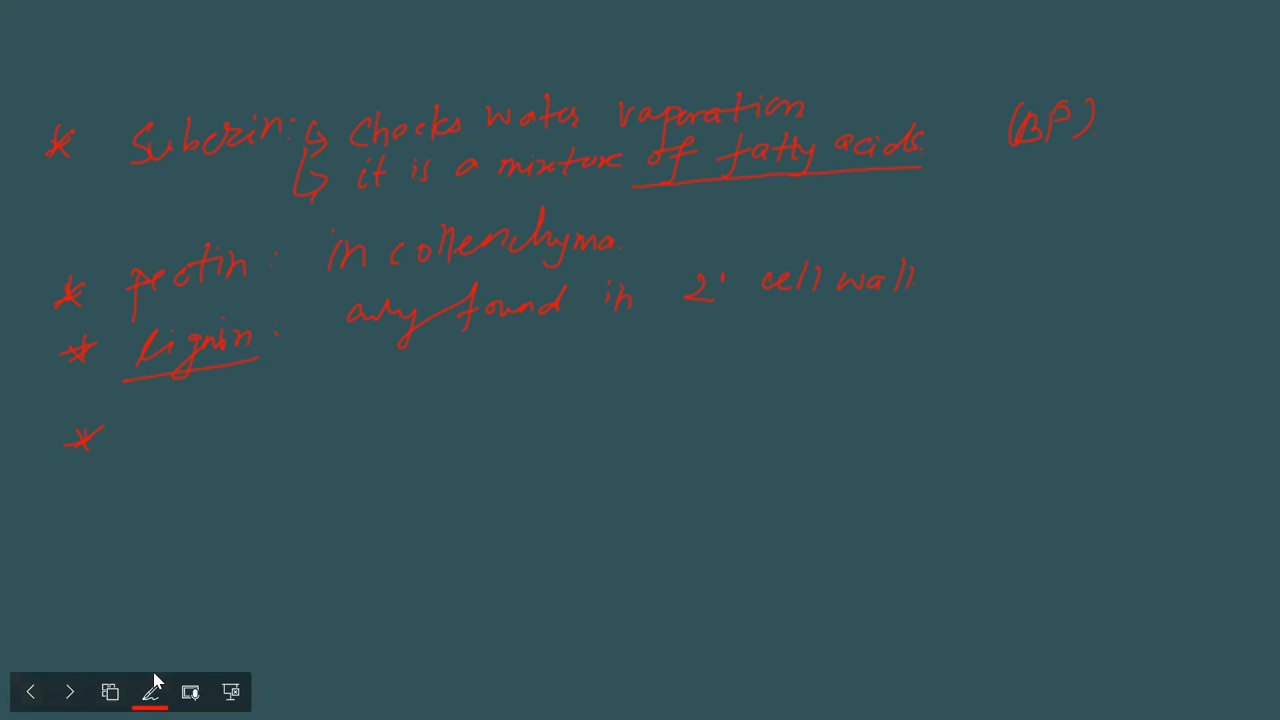 * Suberin: ↳ Checks water vaporation (BP).
↳ it is a mixture of fatty acids.
* pectin: in collenchyma.
* Lignin: only found in 2° cell wall.
*